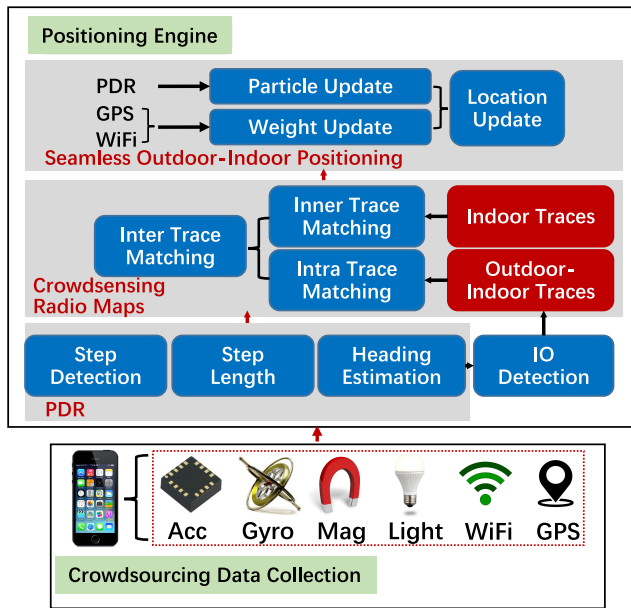 Positioning Engine
PDR
Particle Update
GPS
WiFi
Weight Update
Location
Update
Seamless Outdoor-Indoor Positioning
Inter Trace
Matching
Inner Trace
Matching
Indoor Traces
Intra Trace
Matching
Outdoor-
Indoor Traces
Crowdsensing
Radio Maps
Step
Detection
Step
Length
Heading
Estimation
IO
Detection
PDR
Acc
Gyro
Mag
Light
WiFi
GPS
Crowdsourcing Data Collection